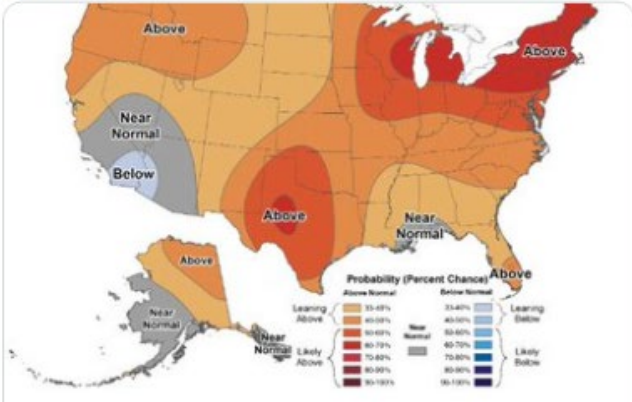 Above
Above
Near
Normal
Below
Above
Near
Normal
Above
Above
Near
Normal
Near
Normal
Probability (Percent Chance)
Above Normal
Below Normal
Leaning
Above
33-40%
40-50%
Likely
Above
50-60%
60-70%
70-80%
80-90%
90-100%
Near
Normal
33-40%
40-50%
Leaning
Below
50-60%
60-70%
70-80%
80-90%
90-100%
Likely
Below